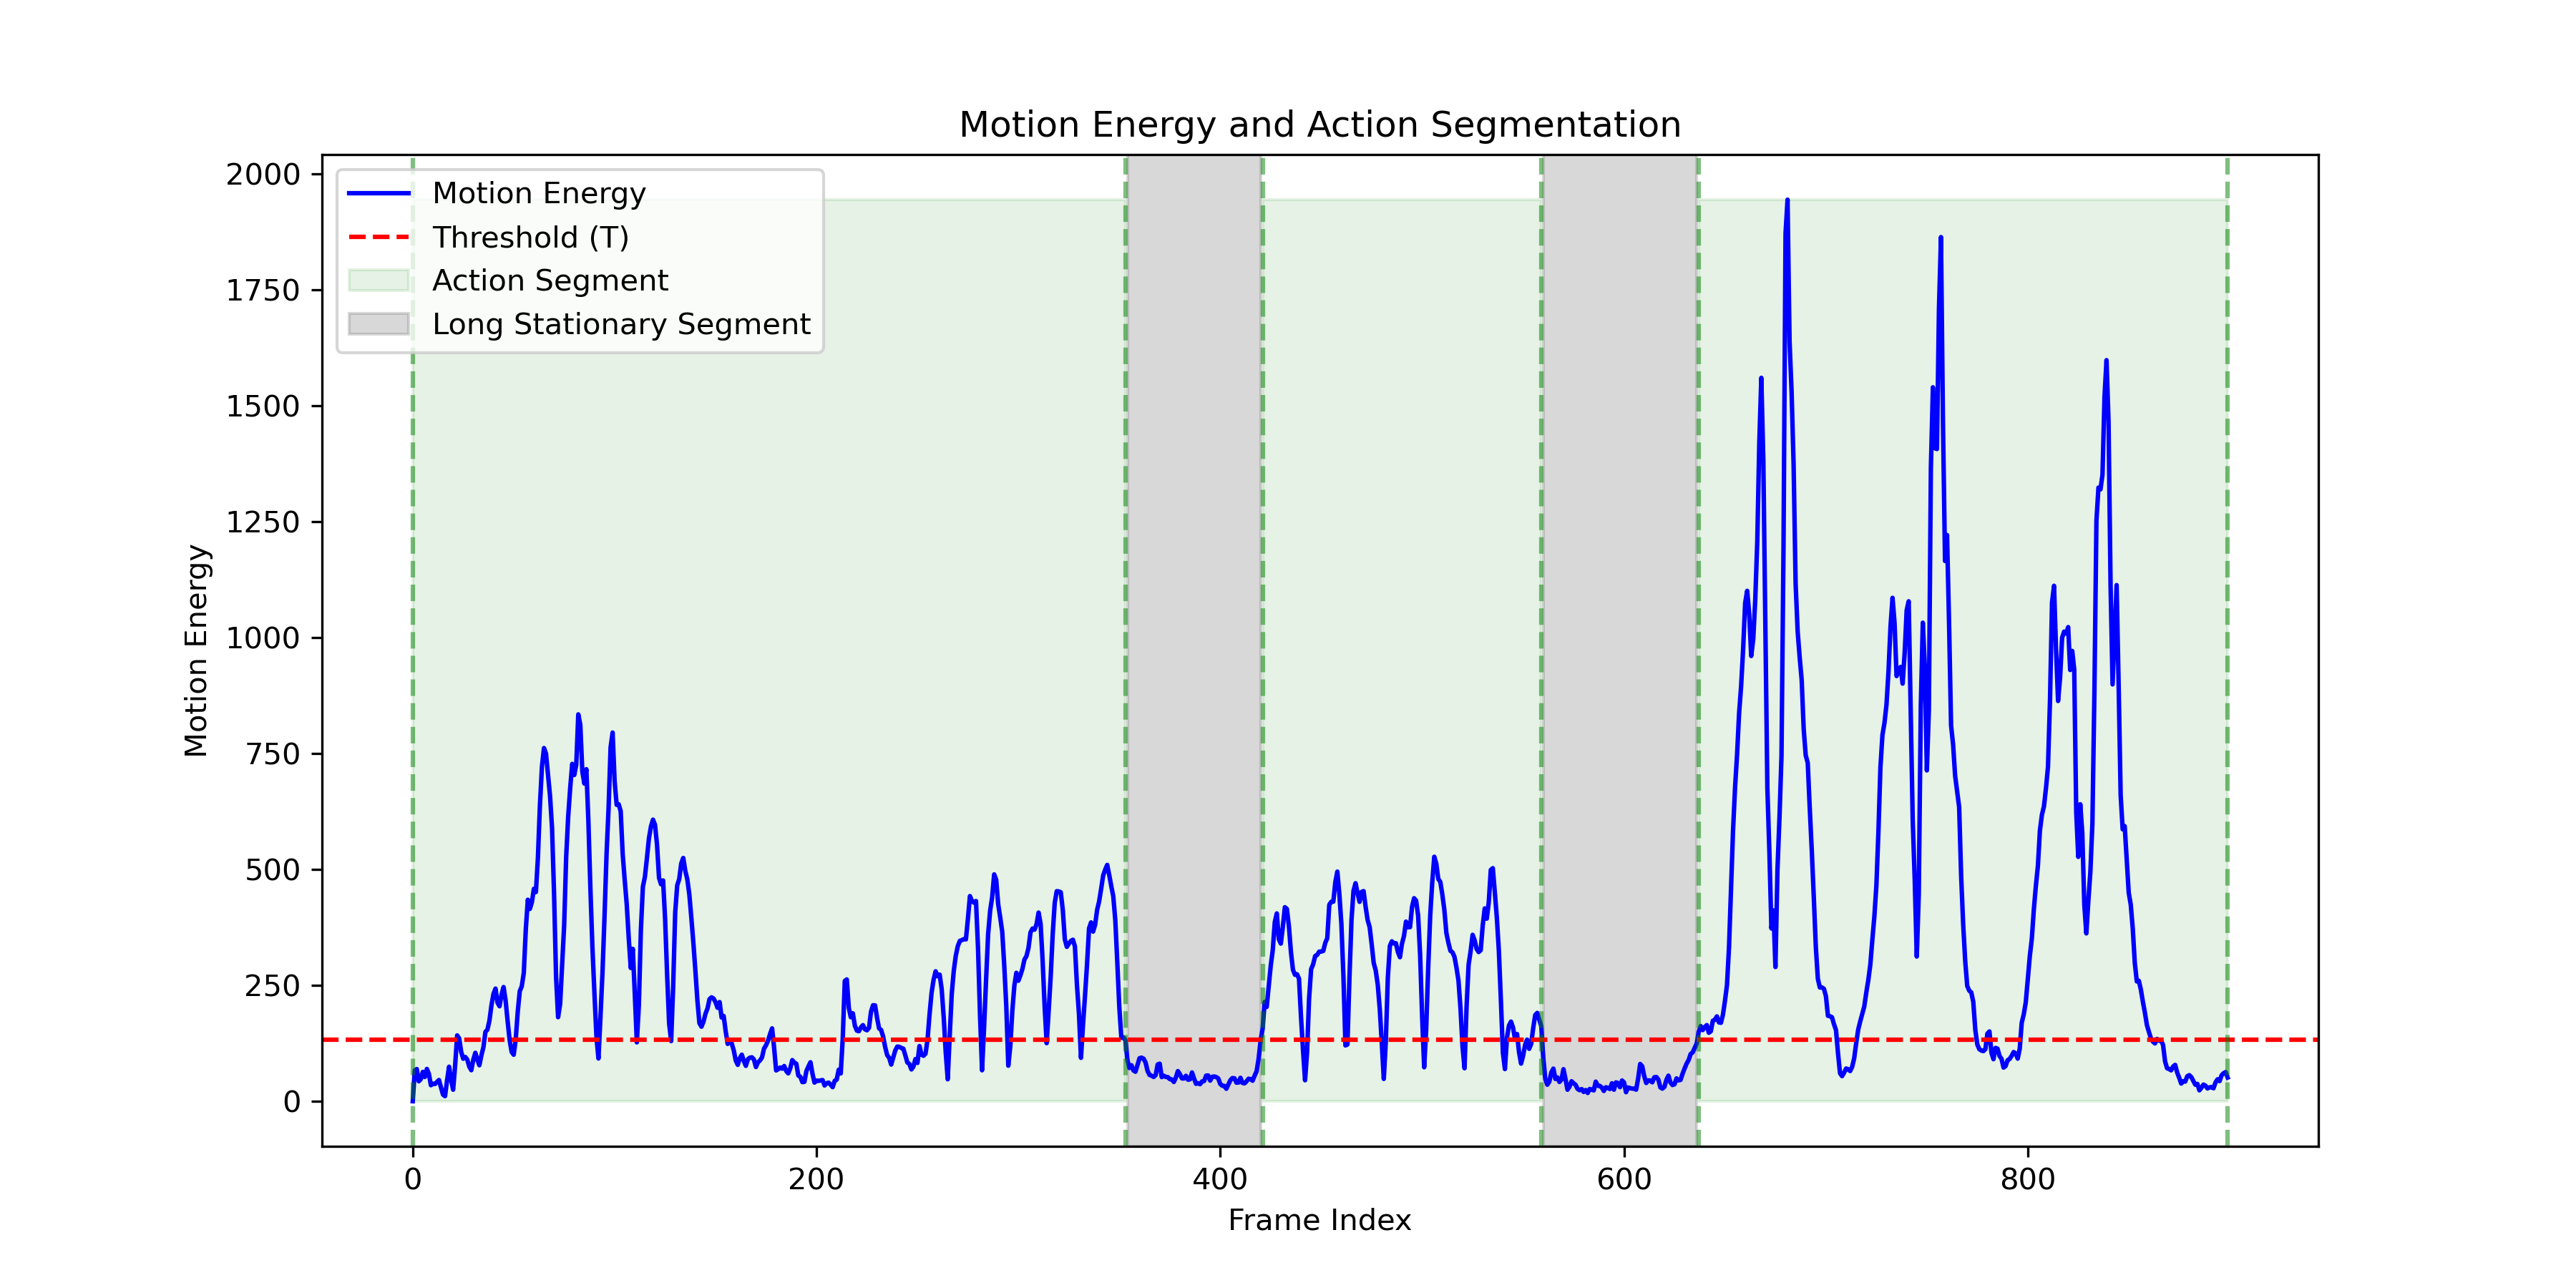 Motion Energy and Action Segmentation
2000
1750
1500
1250
1000
750
500
250
0
Motion Energy
Motion Energy
Threshold (T)
Action Segment
Long Stationary Segment
0
200
400
600
800
Frame Index